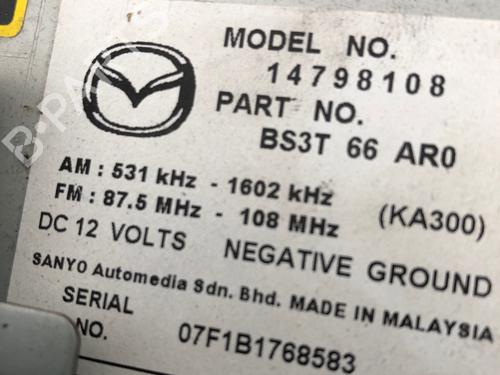 MODEL NO.
14798108
PART NO.
BS3T 66 AR0
AM : 531 kHz - 1602 kHz
FM : 87.5 MHz - 108 MHz
(KA300)
DC 12 VOLTS NEGATIVE GROUND
SANYO Automedia Sdn. Bhd. MADE IN MALAYSIA
SERIAL
NO.
07F1B1768583
B-PARTS